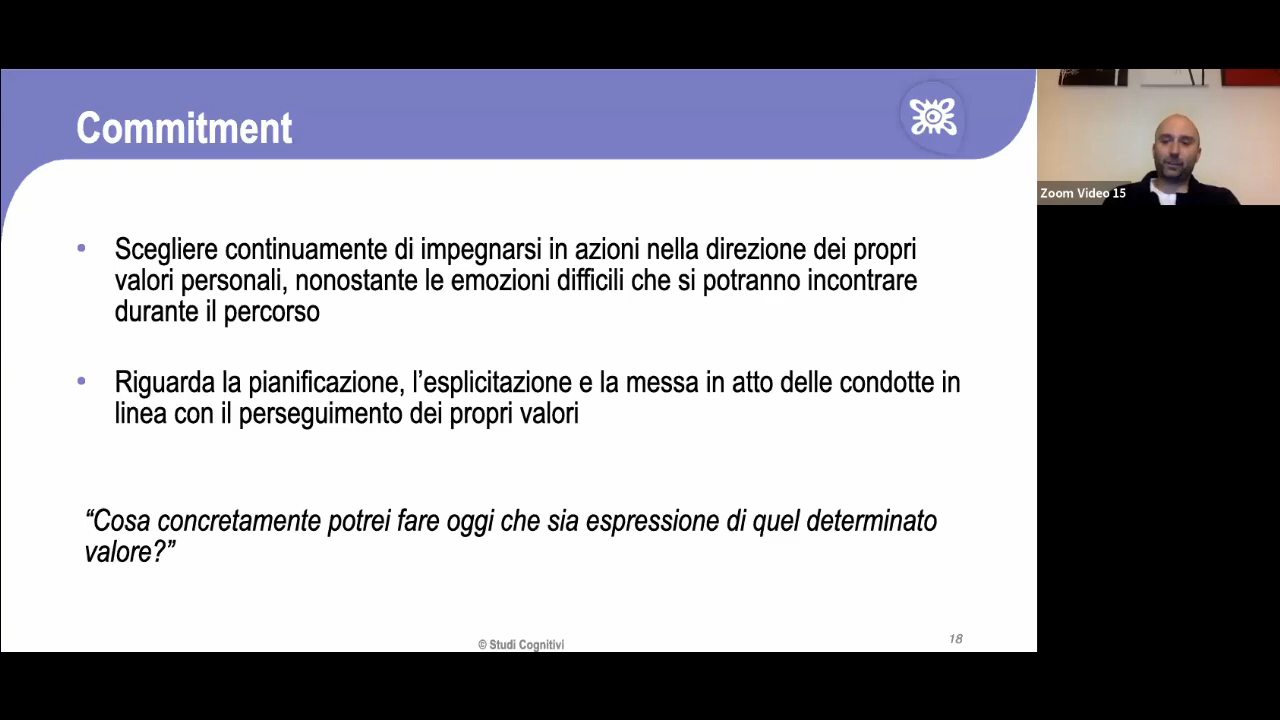 Commitment
Zoom Video 15
• Scegliere continuamente di impegnarsi in azioni nella direzione dei propri
valori personali, nonostante le emozioni difficili che si potranno incontrare
durante il percorso
• Riguarda la pianificazione, l’esplicitazione e la messa in atto delle condotte in
linea con il perseguimento dei propri valori
“Cosa concretamente potrei fare oggi che sia espressione di quel determinato
valore?”
© Studi Cognitivi
18